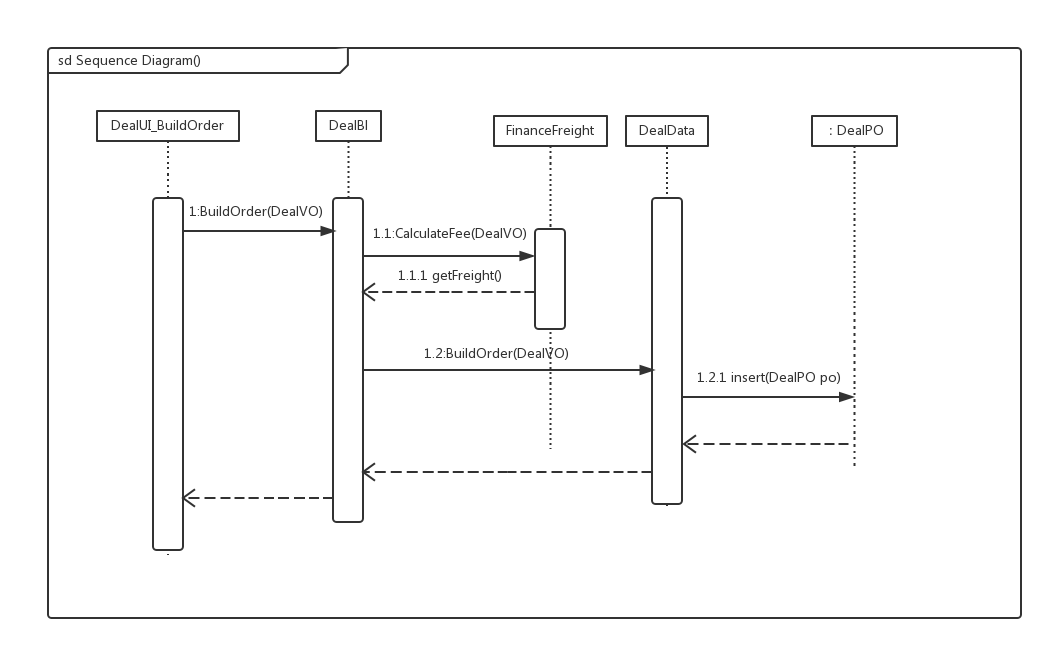 sd Sequence Diagram()
DealUI_BuildOrder
DealBl
FinanceFreight
DealData
: DealPO
1:BuildOrder(DealVO)
1.1:CalculateFee(DealVO)
1.1.1 getFreight()
1.2:BuildOrder(DealVO)
1.2.1 insert(DealPO po)